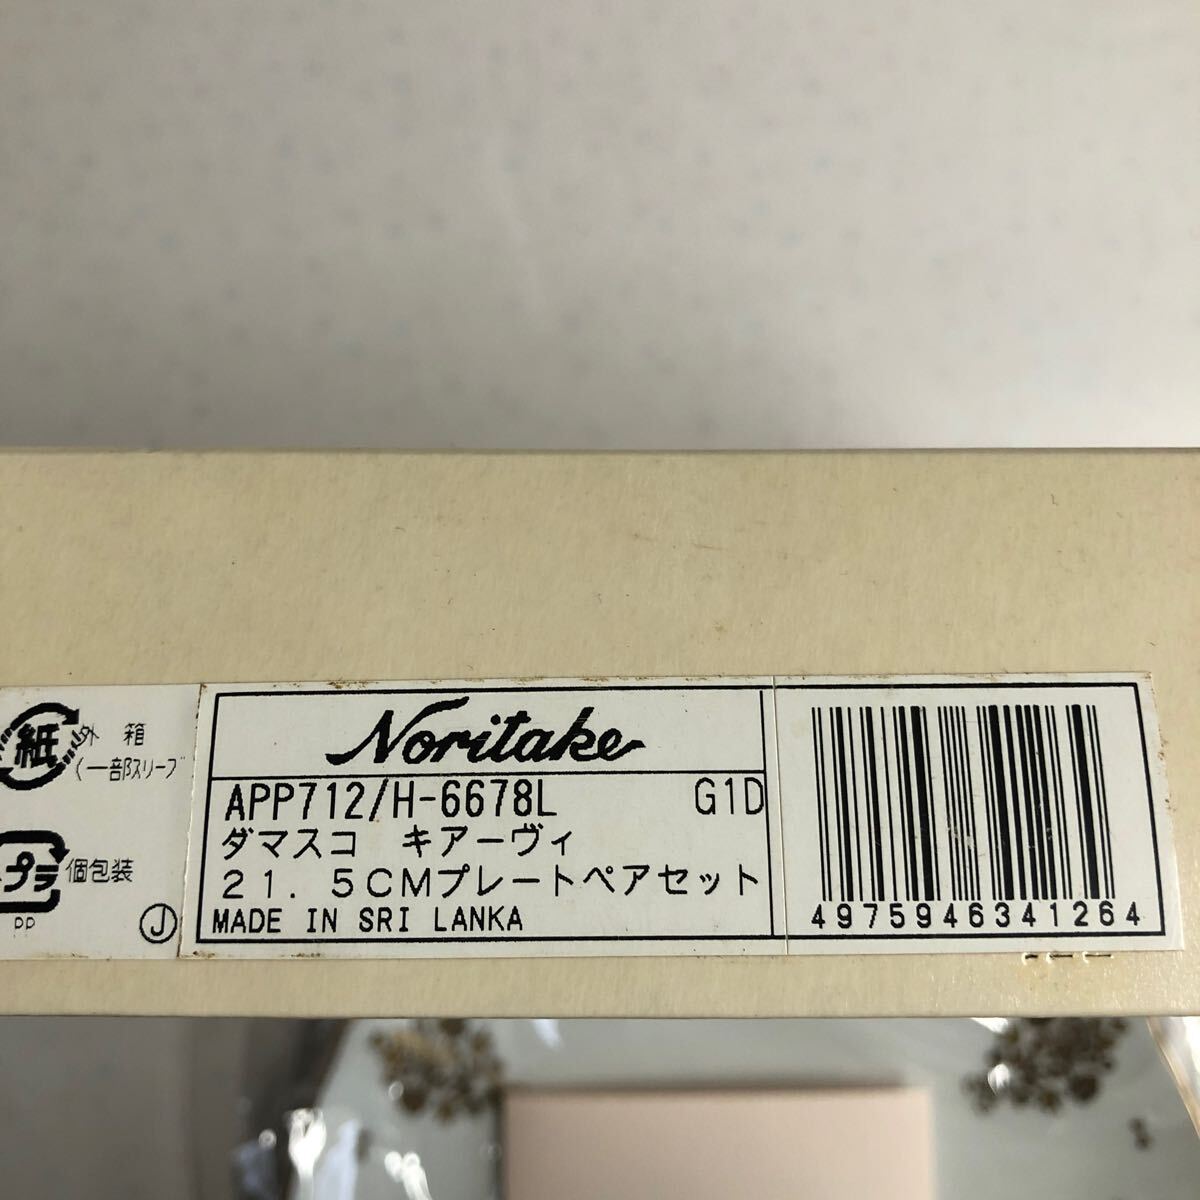 紙 外箱
(一部スリーブ
プラ 個包装
PP
J
Noritake
APP712/H-6678L G1D
ダマスコ キアーヴィ
21.5CMプレートペアセット
MADE IN SRI LANKA
4975946341264